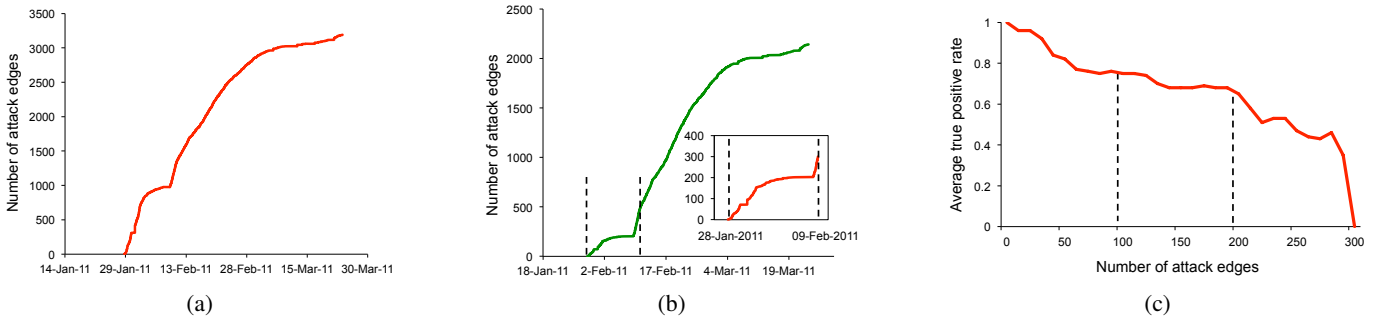 Number of attack edges
3500
3000
2500
2000
1500
1000
500
0
14-Jan-11 29-Jan-11 13-Feb-11 28-Feb-11 15-Mar-11 30-Mar-11
(a)
Number of attack edges
2500
2000
1500
1000
500
0
18-Jan-11 2-Feb-11 17-Feb-11 4-Mar-11 19-Mar-11
400
300
200
100
0
28-Jan-2011 09-Feb-2011
(b)
Average true positive rate
1
0.8
0.6
0.4
0.2
0
0 50 100 150 200 250 300
Number of attack edges
(c)